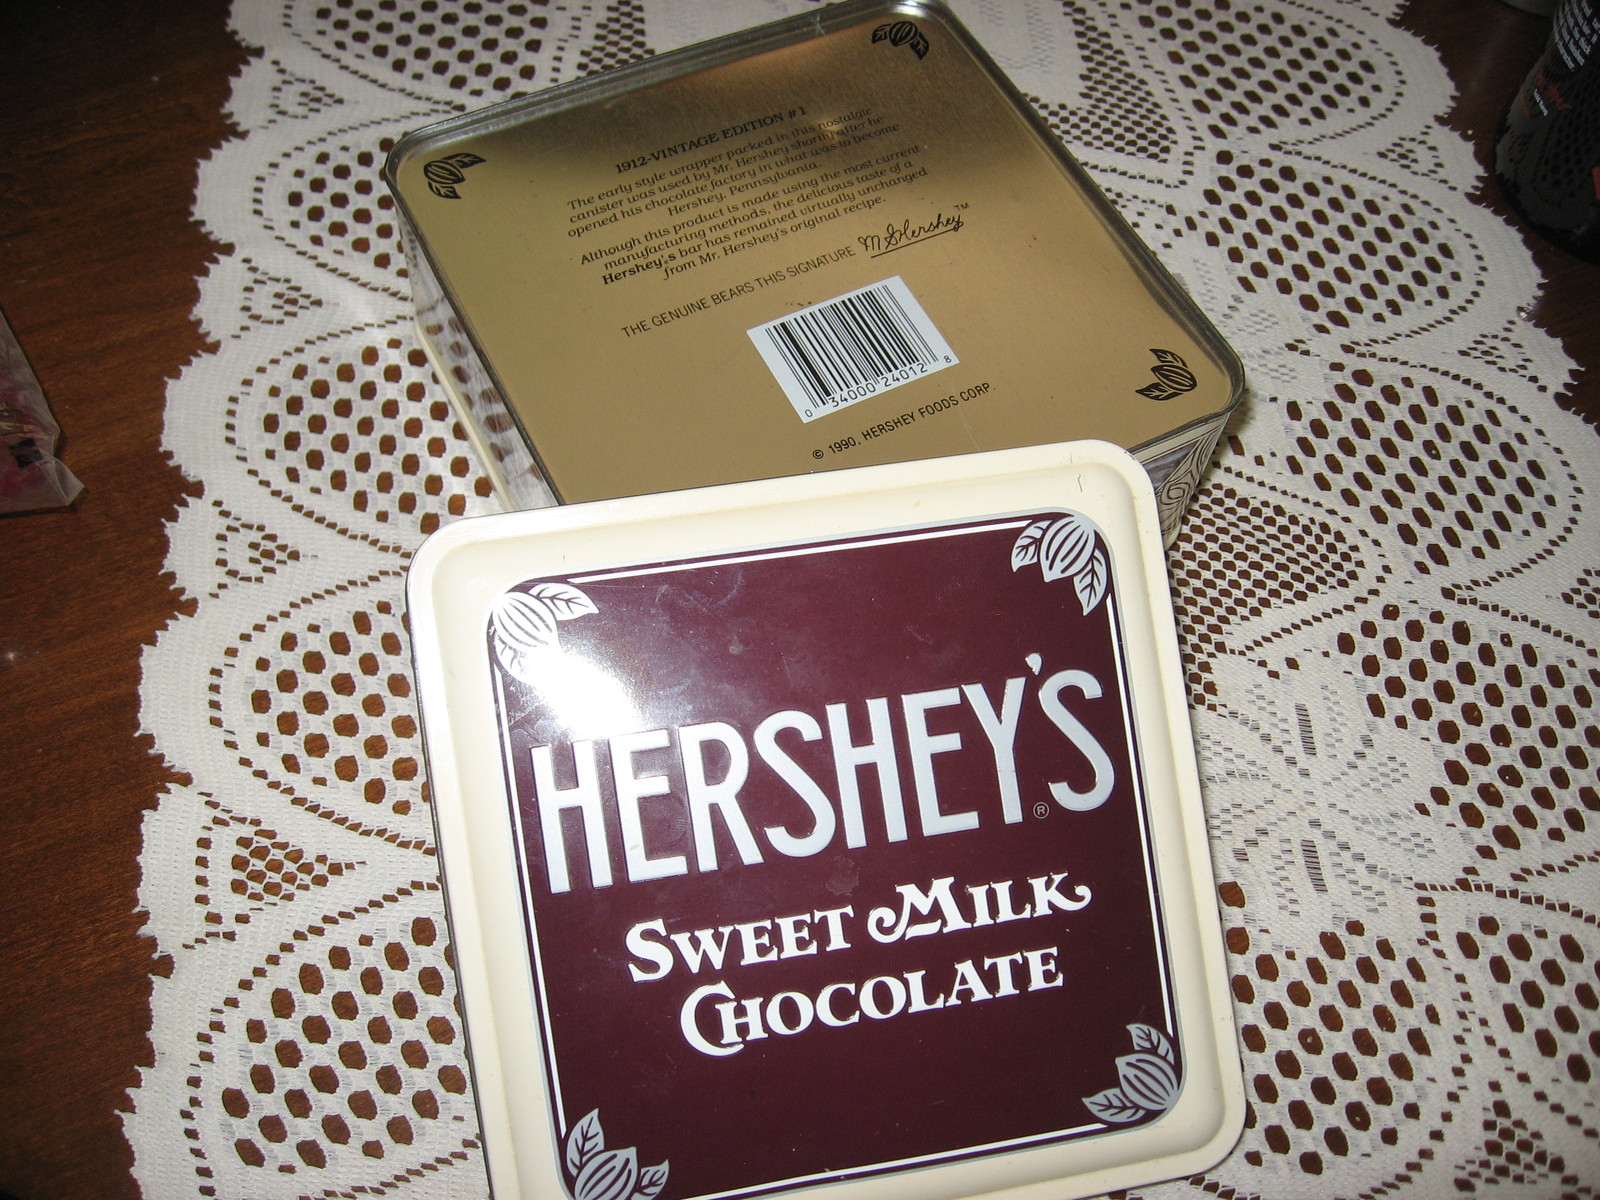 1912-VINTAGE EDITION #1
The early style wrapper packed in this nostalgic
canister was used by Mr. Hershey shortly after he
opened his chocolate factory in what was to become
Hershey, Pennsylvania.
Although this product is made using the most current
manufacturing methods, the delicious taste of a
Hershey's bar has remained virtually unchanged
from Mr. Hershey's original recipe.
THE GENUINE BEARS THIS SIGNATURE M.S.Hershey™
0 34000 24012 8
© 1990, HERSHEY FOODS CORP.
HERSHEY'S®
SWEET MILK
CHOCOLATE